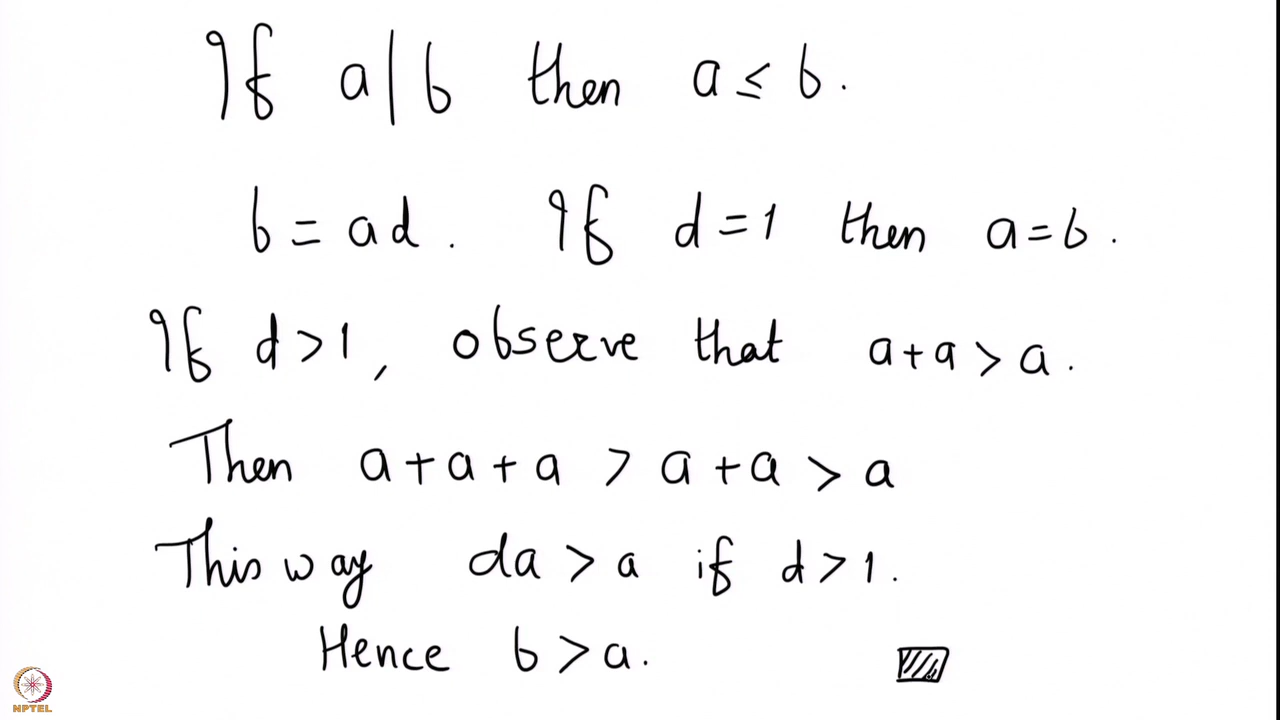 If a|b then a ≤ b.
b = ad. If d=1 then a=b.
If d>1, observe that a+a > a.
Then a+a+a > a+a > a
This way da > a if d>1.
Hence b > a.
NPTEL